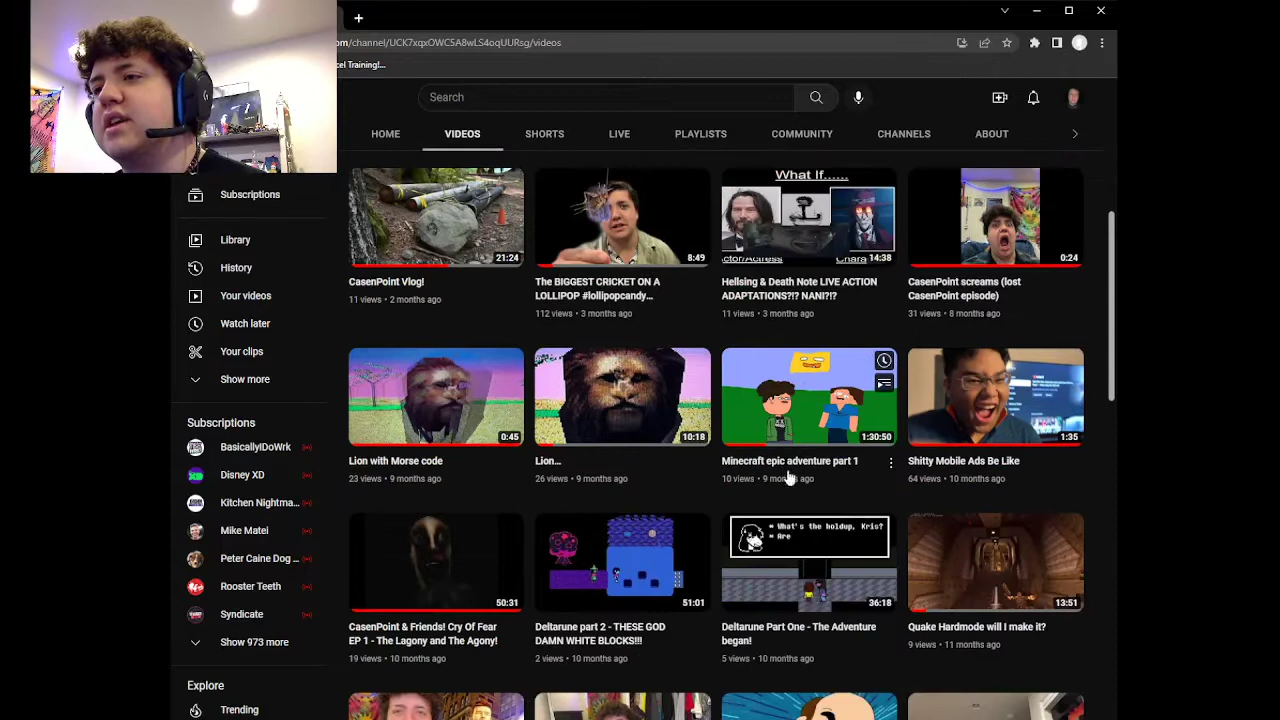 om/channel/UCK7xqxOWC5A8wLS4oqUURsg/videos
cel Training!...
Search
HOME
VIDEOS
SHORTS
LIVE
PLAYLISTS
COMMUNITY
CHANNELS
ABOUT
Subscriptions
Library
History
Your videos
Watch later
Your clips
Show more
Subscriptions
BasicallyIDoWrk
Disney XD
Kitchen Nightma...
Mike Matei
Peter Caine Dog ...
Rooster Teeth
Syndicate
Show 973 more
Explore
Trending
21:24
CasenPoint Vlog!
11 views • 2 months ago
8:49
The BIGGEST CRICKET ON A
LOLLIPOP #lollipopcandy...
112 views • 3 months ago
What If......
Actor/Actress
Chara
14:38
Hellsing & Death Note LIVE ACTION
ADAPTATIONS?!? NANI?!?
11 views • 3 months ago
0:24
CasenPoint screams (lost
CasenPoint episode)
31 views • 8 months ago
0:45
Lion with Morse code
23 views • 9 months ago
10:18
Lion...
26 views • 9 months ago
1:30:50
Minecraft epic adventure part 1
10 views • 9 months ago
1:35
Shitty Mobile Ads Be Like
64 views • 10 months ago
50:31
CasenPoint & Friends! Cry Of Fear
EP 1 - The Lagony and The Agony!
19 views • 10 months ago
51:01
Deltarune part 2 - THESE GOD
DAMN WHITE BLOCKS!!!
2 views • 10 months ago
* What's the holdup, Kris?
* Are
36:18
Deltarune Part One - The Adventure
began!
5 views • 10 months ago
13:51
Quake Hardmode will I make it?
9 views • 11 months ago